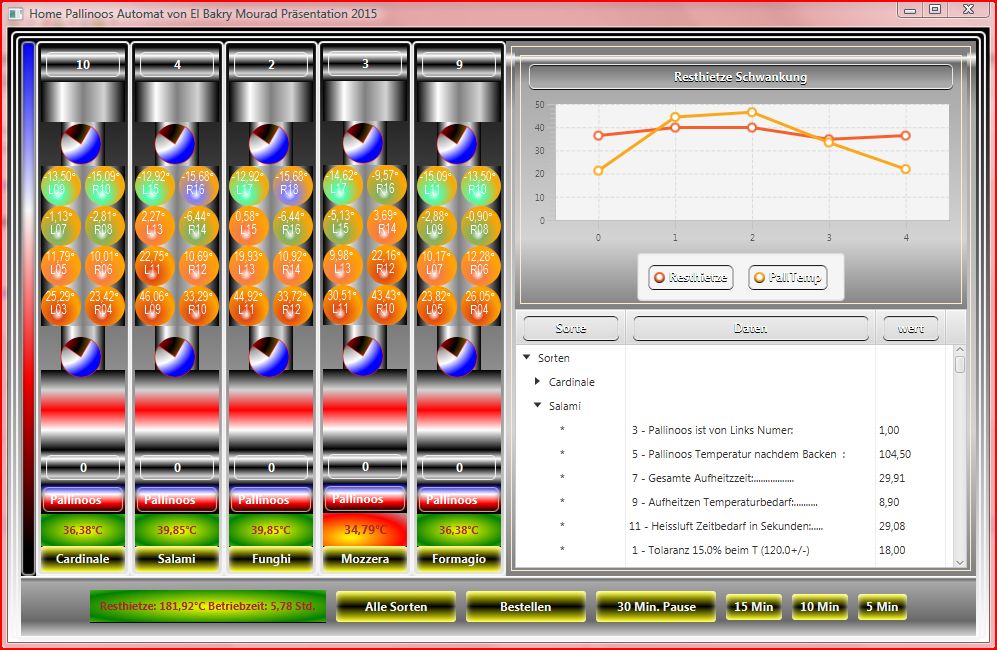 Home Pallinoos Automat von El Bakry Mourad Präsentation 2015
10 4 2 3 9
-13,50° -15,09° -12,92° -15,68° -12,92° -15,68° -14,62° -9,57° -15,09° -13,50°
L09 R10 L15 R16 L17 R18 L17 R16 L11 R10
-1,13° -2,81° 2,27° -6,44° 0,58° -6,44° -5,13° 3,69° -2,88° -0,90°
L07 R08 L13 R14 L15 R16 L15 R14 L09 R08
11,79° 10,01° 22,75° 10,69° 19,93° 10,92° 9,98° 22,16° 10,17° 12,28°
L05 R06 L11 R12 L13 R14 L13 R12 L07 R06
25,29° 23,42° 46,06° 33,29° 44,92° 33,72° 30,51° 43,43° 23,82° 26,05°
L03 R04 L09 R10 L11 R12 L11 R10 L05 R04
0 0 0 0 0
Pallinoos Pallinoos Pallinoos Pallinoos Pallinoos
36,38°C 39,85°C 39,85°C 34,79°C 36,38°C
Cardinale Salami Funghi Mozzera Formagio
Resthietze Schwankung
50
40
30
20
10
0
0 1 2 3 4
Resthietze PallTemp
Sorte Daten wert
Sorten
Cardinale
Salami
* 3 - Pallinoos ist von Links Numer: 1,00
* 5 - Pallinoos Temperatur nachdem Backen : 104,50
* 7 - Gesamte Aufheitzzeit:................. 29,91
* 9 - Aufheitzen Temperaturbedarf:.......... 8,90
* 11 - Heissluft Zeitbedarf in Sekunden:..... 29,08
* 1 - Tolaranz 15.0% beim T (120.0+/-) 18,00
Resthietze: 181,92°C Betriebzeit: 5,78 Std. Alle Sorten Bestellen 30 Min. Pause 15 Min 10 Min 5 Min